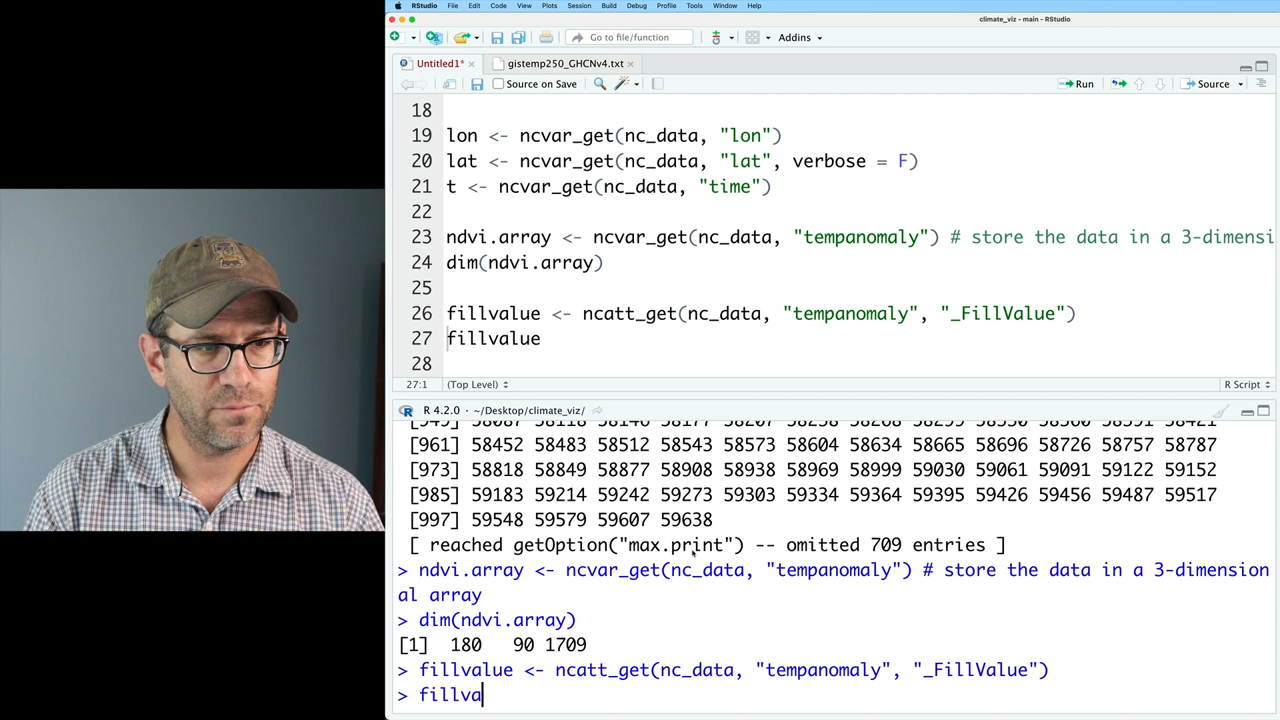 RStudio File Edit Code View Plots Session Build Debug Profile Tools Window Help
climate_viz - main - RStudio
Go to file/function Addins
Untitled1* gistemp250_GHCNv4.txt
Source on Save Run Source
18
19 lon <- ncvar_get(nc_data, "lon")
20 lat <- ncvar_get(nc_data, "lat", verbose = F)
21 t <- ncvar_get(nc_data, "time")
22
23 ndvi.array <- ncvar_get(nc_data, "tempanomaly") # store the data in a 3-dimensi
24 dim(ndvi.array)
25
26 fillvalue <- ncatt_get(nc_data, "tempanomaly", "_FillValue")
27 fillvalue
28
27:1 (Top Level) R Script
R 4.2.0 · ~/Desktop/climate_viz/
[961] 58452 58483 58512 58543 58573 58604 58634 58665 58696 58726 58757 58787
[973] 58818 58849 58877 58908 58938 58969 58999 59030 59061 59091 59122 59152
[985] 59183 59214 59242 59273 59303 59334 59364 59395 59426 59456 59487 59517
[997] 59548 59579 59607 59638
[ reached getOption("max.print") -- omitted 709 entries ]
> ndvi.array <- ncvar_get(nc_data, "tempanomaly") # store the data in a 3-dimension
al array
> dim(ndvi.array)
[1] 180 90 1709
> fillvalue <- ncatt_get(nc_data, "tempanomaly", "_FillValue")
> fillva